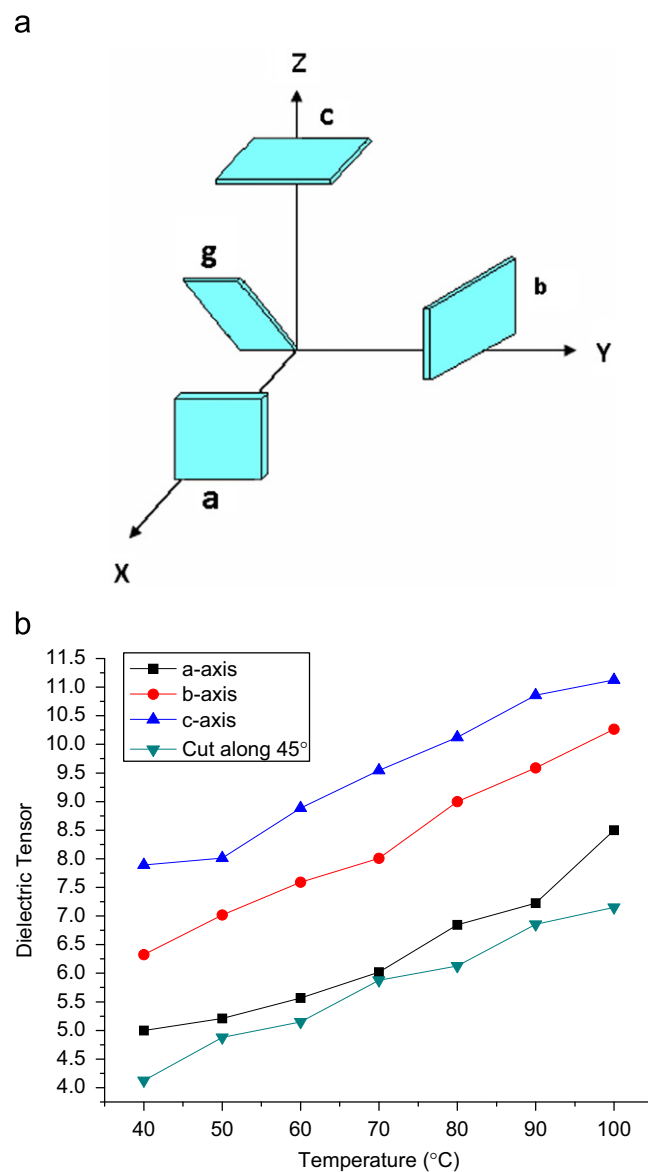 a
Z
c
g
b
Y
a
X
b
11.5
11.0
10.5
10.0
9.5
9.0
8.5
8.0
7.5
7.0
6.5
6.0
5.5
5.0
4.5
4.0
Dielectric Tensor
a-axis
b-axis
c-axis
Cut along 45°
40 50 60 70 80 90 100
Temperature (°C)